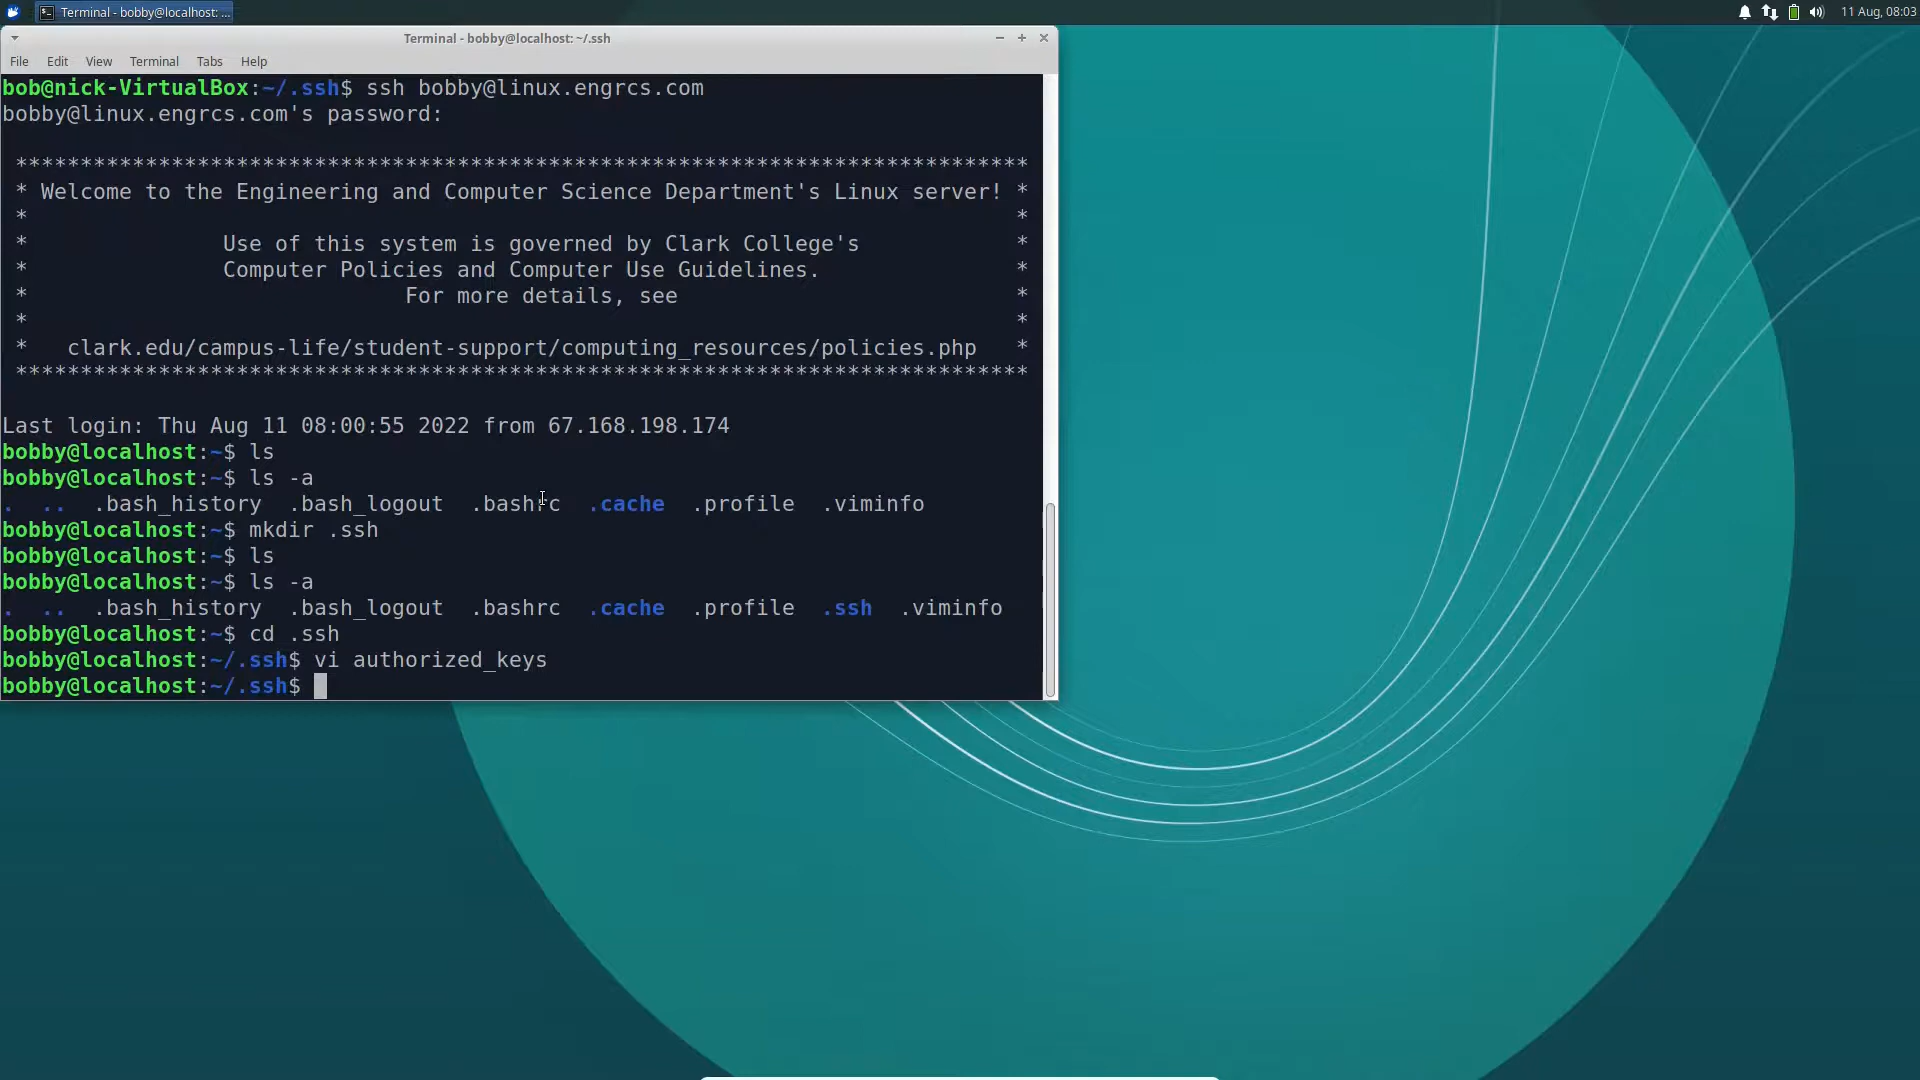 Terminal - bobby@localhost: ...
11 Aug, 08:03
Terminal - bobby@localhost: ~/.ssh
File Edit View Terminal Tabs Help
bob@nick-VirtualBox:~/.ssh$ ssh bobby@linux.engrcs.com
bobby@linux.engrcs.com's password:
******************************************************************************
* Welcome to the Engineering and Computer Science Department's Linux server! *
* *
* Use of this system is governed by Clark College's *
* Computer Policies and Computer Use Guidelines. *
* For more details, see *
* *
* clark.edu/campus-life/student-support/computing_resources/policies.php *
******************************************************************************
Last login: Thu Aug 11 08:00:55 2022 from 67.168.198.174
bobby@localhost:~$ ls
bobby@localhost:~$ ls -a
. .. .bash_history .bash_logout .bashrc .cache .profile .viminfo
bobby@localhost:~$ mkdir .ssh
bobby@localhost:~$ ls
bobby@localhost:~$ ls -a
. .. .bash_history .bash_logout .bashrc .cache .profile .ssh .viminfo
bobby@localhost:~$ cd .ssh
bobby@localhost:~/.ssh$ vi authorized_keys
bobby@localhost:~/.ssh$